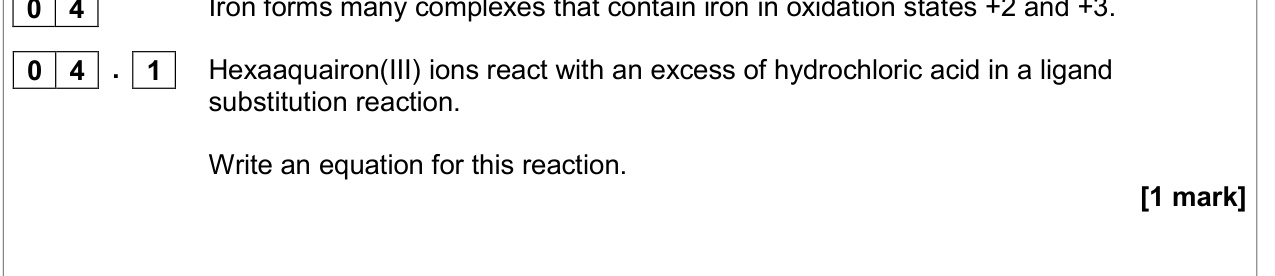 0 4 Iron forms many complexes that contain iron in oxidation states +2 and +3.
0 4 . 1 Hexaaquairon(III) ions react with an excess of hydrochloric acid in a ligand
substitution reaction.
Write an equation for this reaction.
[1 mark]